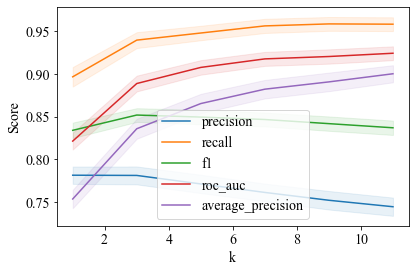 0.95
0.90
0.85
0.80
0.75
Score
precision
recall
f1
roc_auc
average_precision
2 4 6 8 10
k